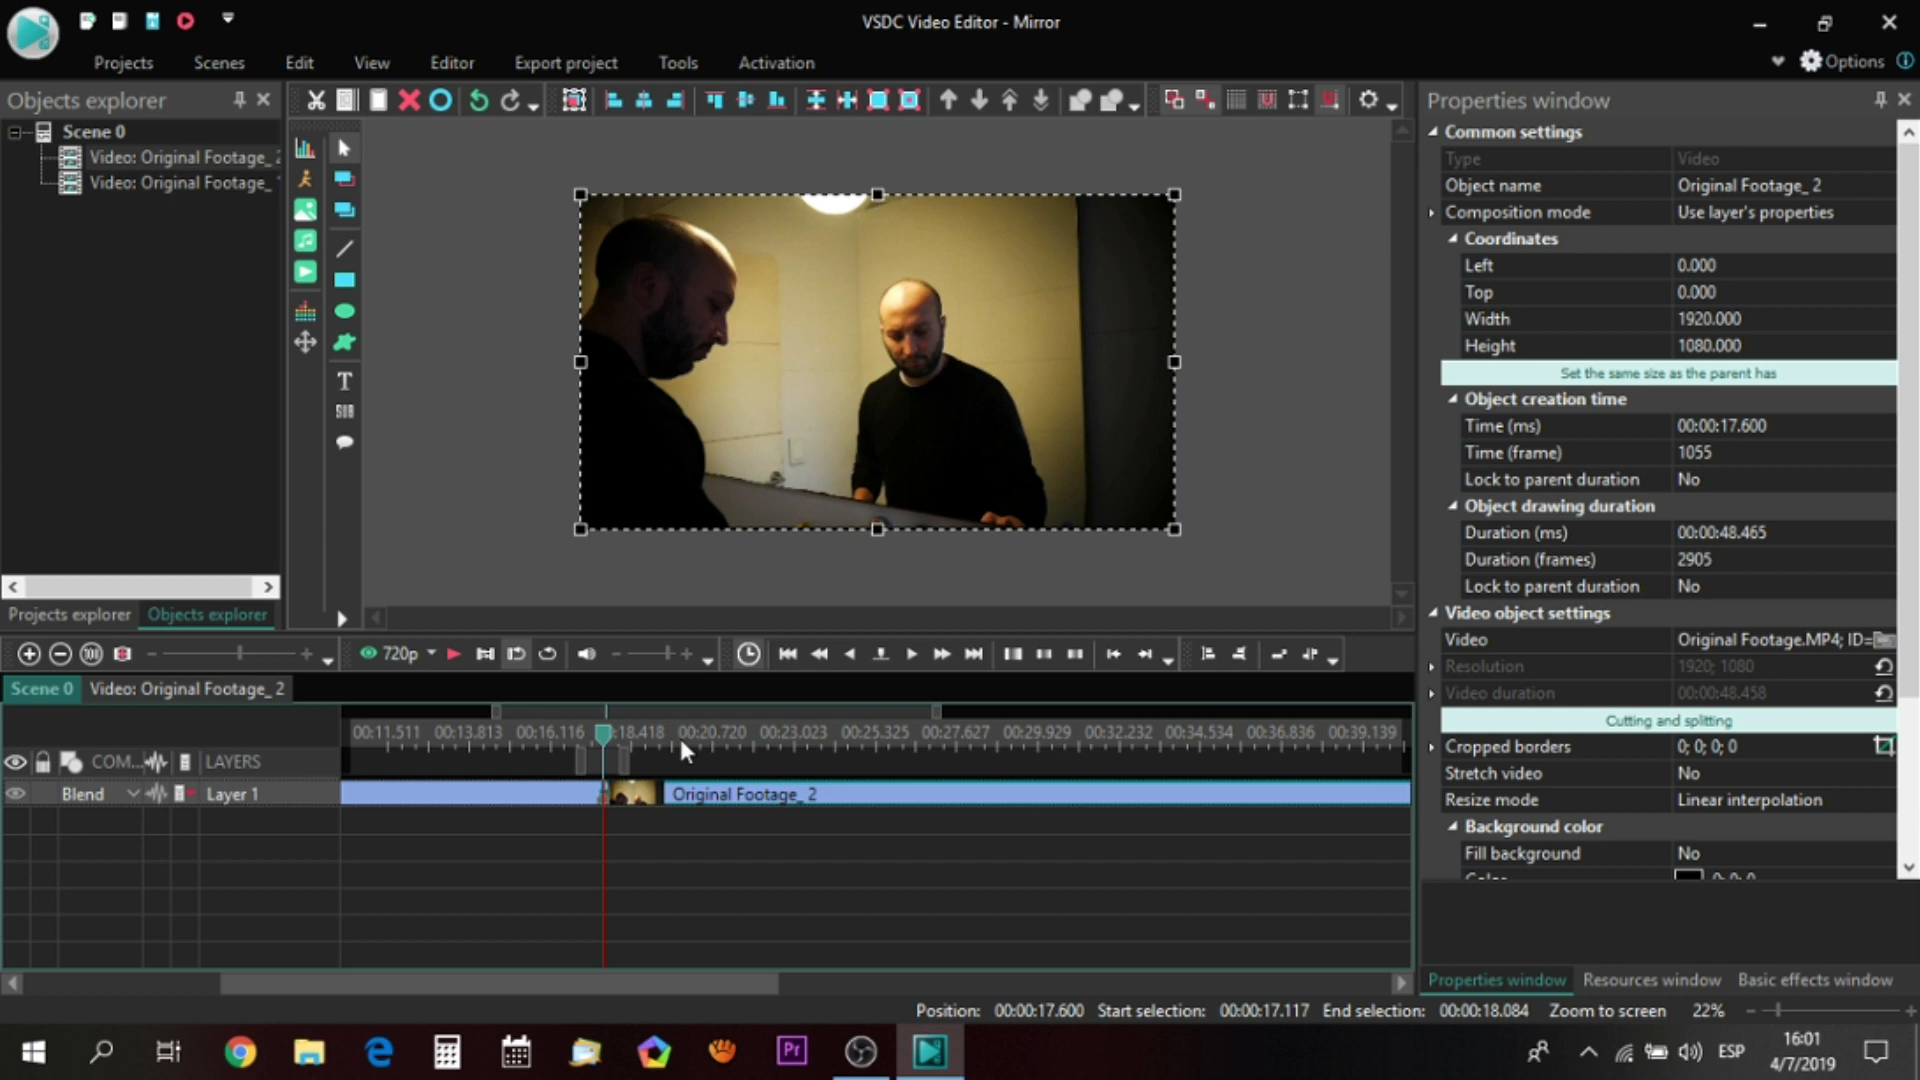 VSDC Video Editor - Mirror
Projects Scenes Edit View Editor Export project Tools Activation
Options
Objects explorer
Scene 0
Video: Original Footage_ 2
Video: Original Footage_
T
SUB
Projects explorer Objects explorer
Properties window
Common settings
Type Video
Object name Original Footage_ 2
Composition mode Use layer's properties
Coordinates
Left 0.000
Top 0.000
Width 1920.000
Height 1080.000
Set the same size as the parent has
Object creation time
Time (ms) 00:00:17.600
Time (frame) 1055
Lock to parent duration No
Object drawing duration
Duration (ms) 00:00:48.465
Duration (frames) 2905
Lock to parent duration No
Video object settings
Video Original Footage.MP4; ID=
Resolution 1920; 1080
Video duration 00:00:48.458
Cutting and splitting
Cropped borders 0; 0; 0; 0
Stretch video No
Resize mode Linear interpolation
Background color
Fill background No
Color 0; 0; 0
Properties window Resources window Basic effects window
720p
Scene 0 Video: Original Footage_ 2
00:11.511 00:13.813 00:16.116 :18.418 00:20.720 00:23.023 00:25.325 00:27.627 00:29.929 00:32.232 00:34.534 00:36.836 00:39.139
COM... LAYERS
Blend Layer 1 Original Footage_ 2
Position: 00:00:17.600 Start selection: 00:00:17.117 End selection: 00:00:18.084 Zoom to screen 22%
Pr
ESP
16:01
4/7/2019